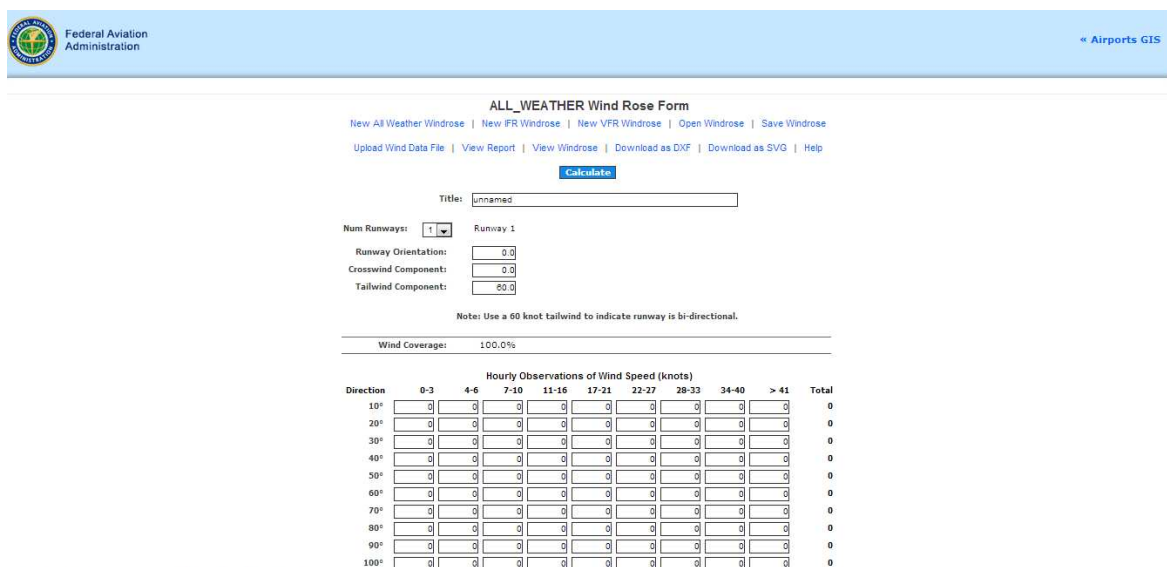 Federal Aviation
Administration
« Airports GIS
ALL_WEATHER Wind Rose Form
New All Weather Windrose | New IFR Windrose | New VFR Windrose | Open Windrose | Save Windrose
Upload Wind Data File | View Report | View Windrose | Download as DXF | Download as SVG | Help
Calculate
Title: unnamed
Num Runways: 1 Runway 1
Runway Orientation: 0.0
Crosswind Component: 0.0
Tailwind Component: 60.0
Note: Use a 60 knot tailwind to indicate runway is bi-directional.
Wind Coverage: 100.0%
Hourly Observations of Wind Speed (knots)
Direction 0-3 4-6 7-10 11-16 17-21 22-27 28-33 34-40 > 41 Total
10° 0 0 0 0 0 0 0 0 0 0
20° 0 0 0 0 0 0 0 0 0 0
30° 0 0 0 0 0 0 0 0 0 0
40° 0 0 0 0 0 0 0 0 0 0
50° 0 0 0 0 0 0 0 0 0 0
60° 0 0 0 0 0 0 0 0 0 0
70° 0 0 0 0 0 0 0 0 0 0
80° 0 0 0 0 0 0 0 0 0 0
90° 0 0 0 0 0 0 0 0 0 0
100° 0 0 0 0 0 0 0 0 0 0